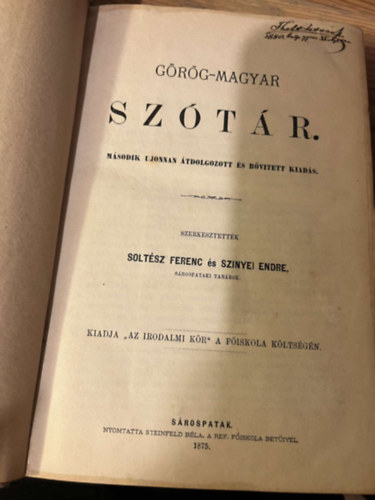 GÖRÖG-MAGYAR
SZÓTÁR.
MÁSODIK UJONNAN ÁTDOLGOZOTT ÉS BŐVITETT KIADÁS.
SZERKESZTETTÉK
SOLTÉSZ FERENC és SZINYEI ENDRE,
SÁROSPATAKI TANÁROK.
KIADJA „AZ IRODALMI KÖR“ A FŐISKOLA KÖLTSÉGÉN.
SÁROSPATAK.
NYOMTATTA STEINFELD BÉLA, A REF. FŐISKOLA BETŰIVEL.
1875.